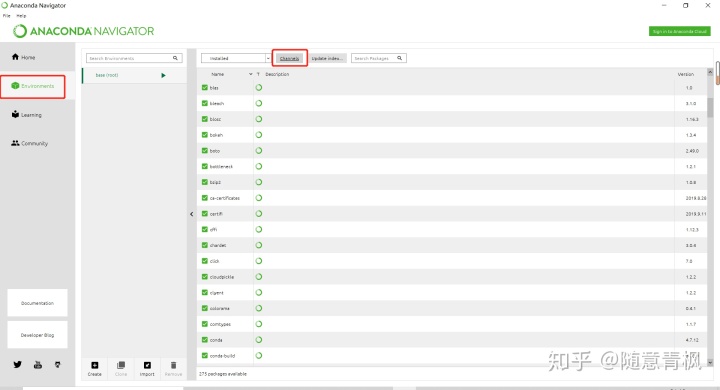 Anaconda Navigator
File Help
ANACONDA NAVIGATOR
Sign in to Anaconda Cloud
Home
Environments
Learning
Community
Documentation
Developer Blog
Search Environments
base (root)
Create Clone Import Remove
Installed Channels Update index... Search Packages
Name T Description Version
blas 1.0
bleach 3.1.0
blosc 1.16.3
bokeh 1.3.4
boto 2.49.0
bottleneck 1.2.1
bzip2 1.0.8
ca-certificates 2019.8.28
certifi 2019.9.11
cffi 1.12.3
chardet 3.0.4
click 7.0
cloudpickle 1.2.2
clyent 1.2.2
colorama 0.4.1
comtypes 1.1.7
conda 4.7.12
conda-build
275 packages available
知乎 @随意青枫